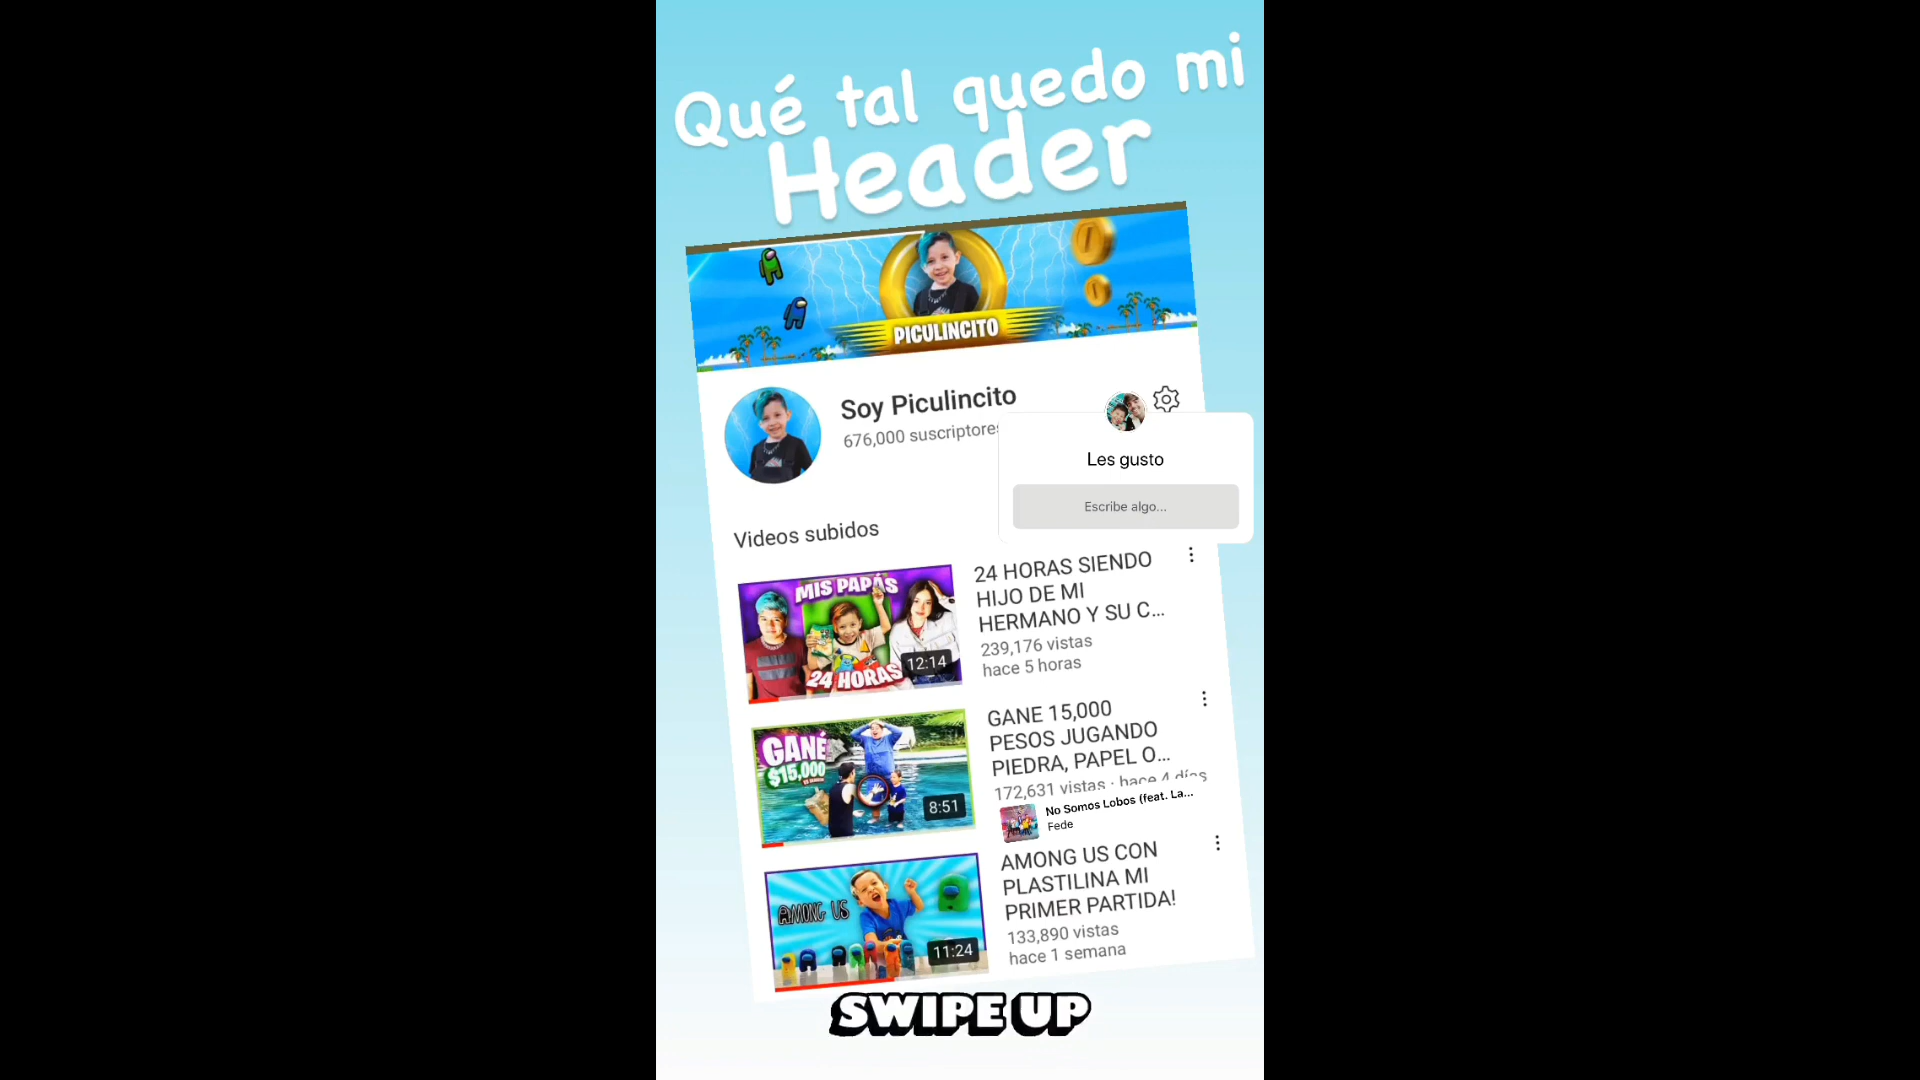 Qué tal quedo mi
Header
PICULINCITO
Soy Piculincito
676,000 suscriptores
Les gusto
Escribe algo...
Videos subidos
MIS PAPÁS
24 HORAS
12:14
24 HORAS SIENDO
HIJO DE MI
HERMANO Y SU C...
239,176 vistas
hace 5 horas
GANÉ
$15,000
8:51
GANE 15,000
PESOS JUGANDO
PIEDRA, PAPEL O...
172,631 vistas · hace 4 días
No Somos Lobos (feat. La...
Fede
AMONG US
11:24
AMONG US CON
PLASTILINA MI
PRIMER PARTIDA!
133,890 vistas
hace 1 semana
SWIPE UP